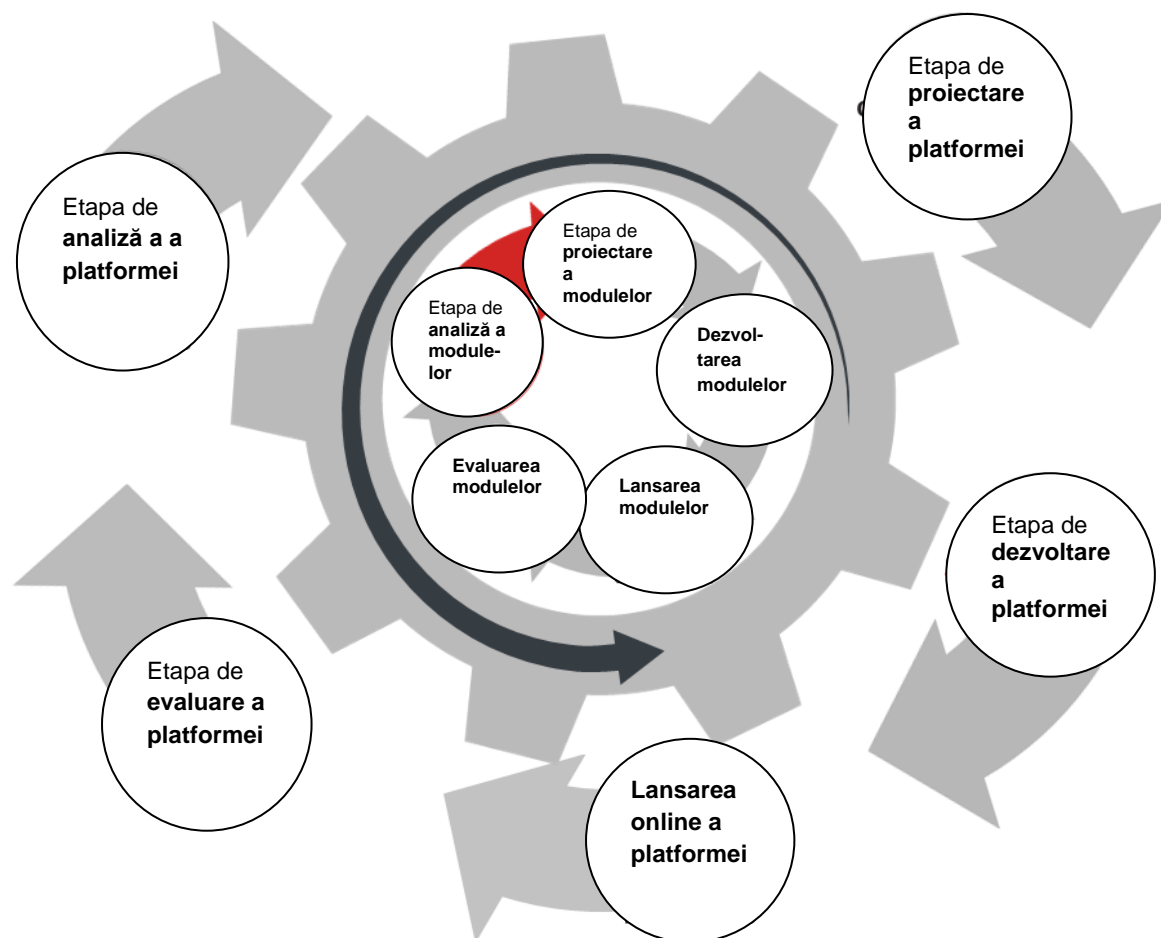 Etapa de
analiză a a
platformei
Etapa de
proiectare
a
platformei
Etapa de
dezvoltare
a
platformei
Lansarea
online a
platformei
Etapa de
evaluare a
platformei
Etapa de
analiză a
module-
lor
Etapa de
proiectare
a
modulelor
Dezvol-
tarea
modulelor
Lansarea
modulelor
Evaluarea
modulelor